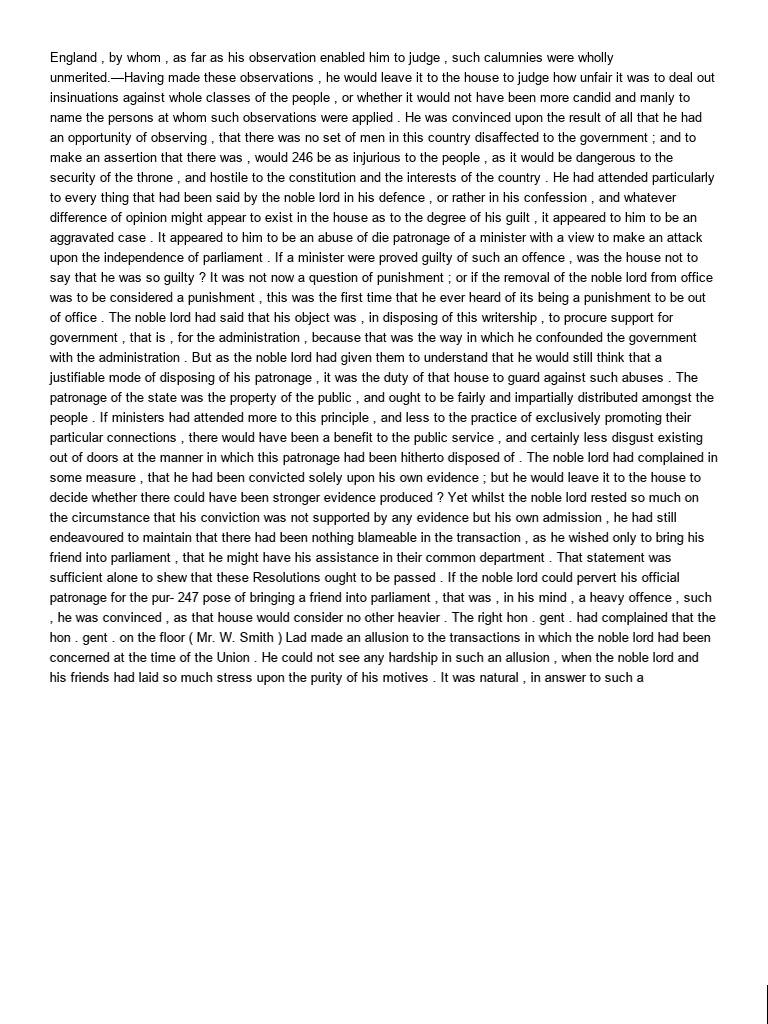 England , by whom , as far as his observation enabled him to judge , such calumnies were wholly
unmerited.—Having made these observations , he would leave it to the house to judge how unfair it was to deal out
insinuations against whole classes of the people , or whether it would not have been more candid and manly to
name the persons at whom such observations were applied . He was convinced upon the result of all that he had
an opportunity of observing , that there was no set of men in this country disaffected to the government ; and to
make an assertion that there was , would 246 be as injurious to the people , as it would be dangerous to the
security of the throne , and hostile to the constitution and the interests of the country . He had attended particularly
to every thing that had been said by the noble lord in his defence , or rather in his confession , and whatever
difference of opinion might appear to exist in the house as to the degree of his guilt , it appeared to him to be an
aggravated case . It appeared to him to be an abuse of die patronage of a minister with a view to make an attack
upon the independence of parliament . If a minister were proved guilty of such an offence , was the house not to
say that he was so guilty ? It was not now a question of punishment ; or if the removal of the noble lord from office
was to be considered a punishment , this was the first time that he ever heard of its being a punishment to be out
of office . The noble lord had said that his object was , in disposing of this writership , to procure support for
government , that is , for the administration , because that was the way in which he confounded the government
with the administration . But as the noble lord had given them to understand that he would still think that a
justifiable mode of disposing of his patronage , it was the duty of that house to guard against such abuses . The
patronage of the state was the property of the public , and ought to be fairly and impartially distributed amongst the
people . If ministers had attended more to this principle , and less to the practice of exclusively promoting their
particular connections , there would have been a benefit to the public service , and certainly less disgust existing
out of doors at the manner in which this patronage had been hitherto disposed of . The noble lord had complained in
some measure , that he had been convicted solely upon his own evidence ; but he would leave it to the house to
decide whether there could have been stronger evidence produced ? Yet whilst the noble lord rested so much on
the circumstance that his conviction was not supported by any evidence but his own admission , he had still
endeavoured to maintain that there had been nothing blameable in the transaction , as he wished only to bring his
friend into parliament , that he might have his assistance in their common department . That statement was
sufficient alone to shew that these Resolutions ought to be passed . If the noble lord could pervert his official
patronage for the pur- 247 pose of bringing a friend into parliament , that was , in his mind , a heavy offence , such
, he was convinced , as that house would consider no other heavier . The right hon . gent . had complained that the
hon . gent . on the floor ( Mr. W. Smith ) Lad made an allusion to the transactions in which the noble lord had been
concerned at the time of the Union . He could not see any hardship in such an allusion , when the noble lord and
his friends had laid so much stress upon the purity of his motives . It was natural , in answer to such a